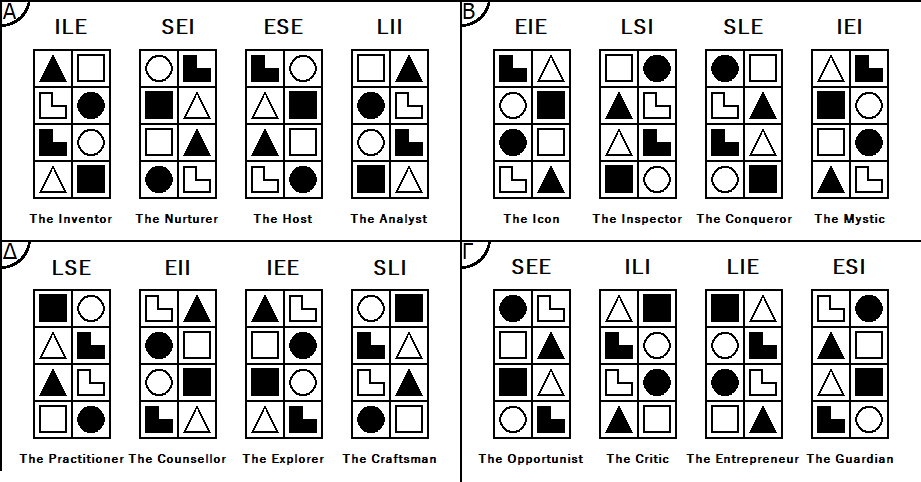 A
B
ILE SEI ESE LII
EIE LSI SLE IEI
The Inventor The Nurturer The Host The Analyst
The Icon The Inspector The Conqueror The Mystic
Δ
Γ
LSE EII IEE SLI
SEE ILI LIE ESI
The Practitioner The Counsellor The Explorer The Craftsman
The Opportunist The Critic The Entrepreneur The Guardian